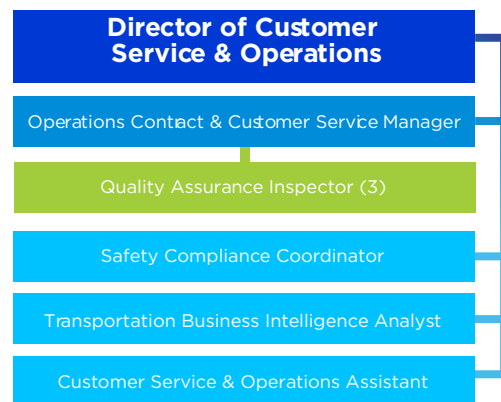 Director of Customer
Service & Operations
Operations Contract & Customer Service Manager
Quality Assurance Inspector (3)
Safety Compliance Coordinator
Transportation Business Intelligence Analyst
Customer Service & Operations Assistant